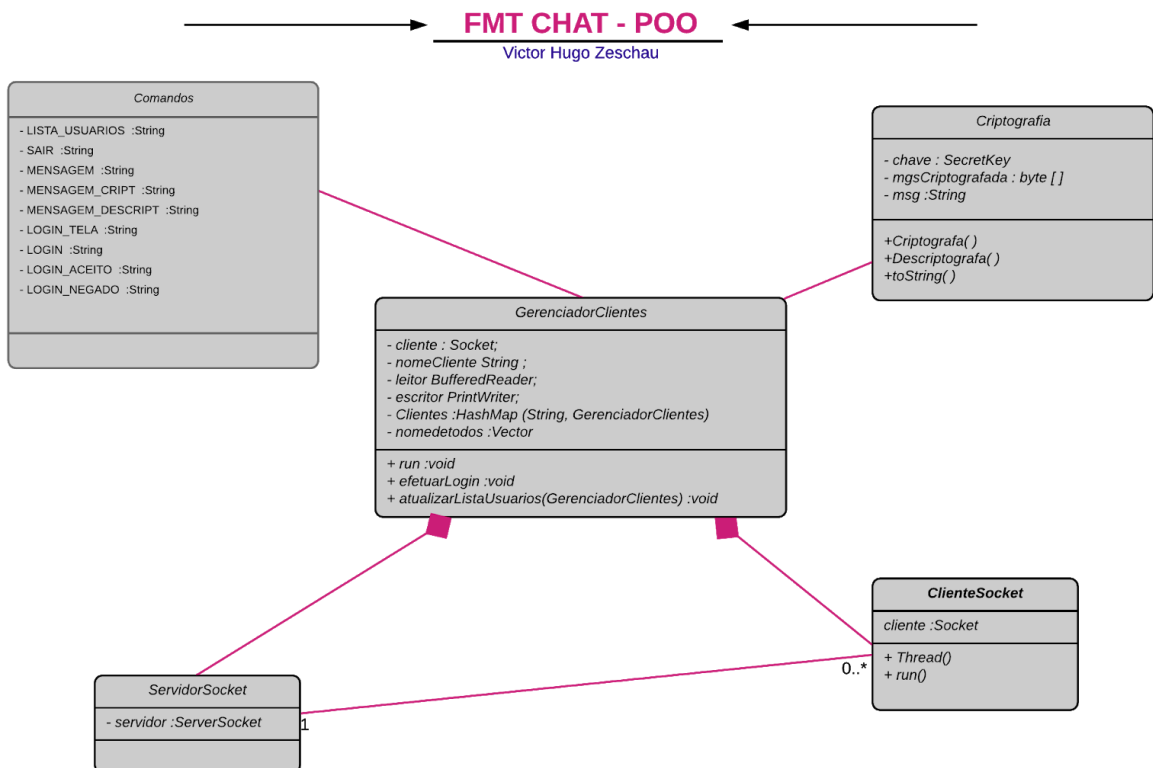 FMT CHAT - POO
Victor Hugo Zeschau
Comandos
- LISTA_USUARIOS :String
- SAIR :String
- MENSAGEM :String
- MENSAGEM_CRIPT :String
- MENSAGEM_DESCRIPT :String
- LOGIN_TELA :String
- LOGIN :String
- LOGIN_ACEITO :String
- LOGIN_NEGADO :String
Criptografia
- chave : SecretKey
- mgsCriptografada : byte [ ]
- msg :String
+Criptografa( )
+Descriptografa( )
+toString( )
GerenciadorClientes
- cliente : Socket;
- nomeCliente String ;
- leitor BufferedReader;
- escritor PrintWriter;
- Clientes :HashMap (String, GerenciadorClientes)
- nomedetodos :Vector
+ run :void
+ efetuarLogin :void
+ atualizarListaUsuarios(GerenciadorClientes) :void
ClienteSocket
cliente :Socket
+ Thread()
+ run()
0..*
ServidorSocket
- servidor :ServerSocket
1